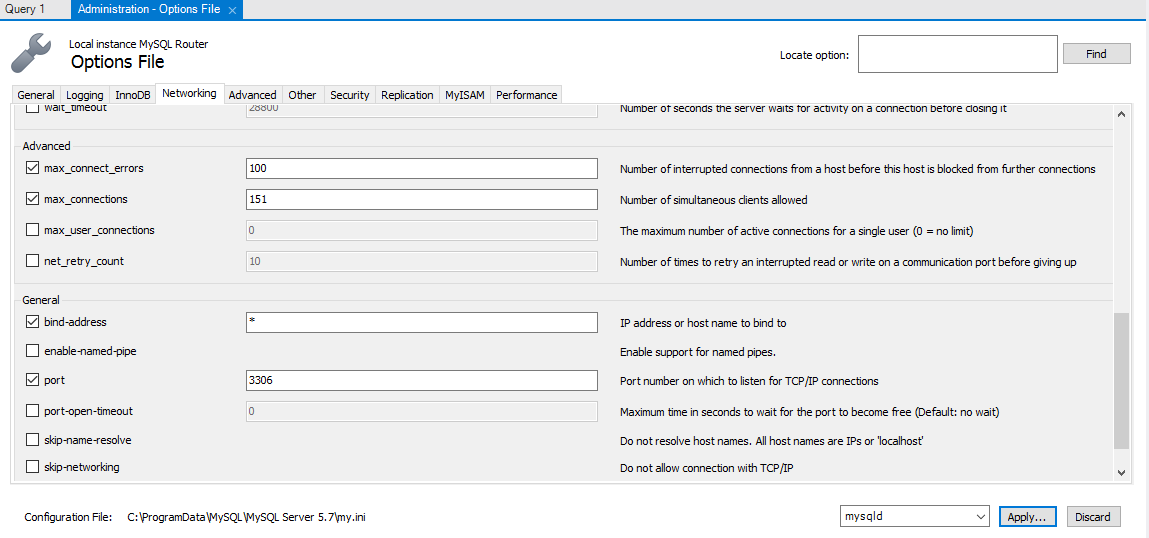 Query 1
Administration - Options File ×
Local instance MySQL Router
Options File
Locate option:
Find
General Logging InnoDB Networking Advanced Other Security Replication MyISAM Performance
wait_timeout 28800 Number of seconds the server waits for activity on a connection before closing it
Advanced
max_connect_errors 100 Number of interrupted connections from a host before this host is blocked from further connections
max_connections 151 Number of simultaneous clients allowed
max_user_connections 0 The maximum number of active connections for a single user (0 = no limit)
net_retry_count 10 Number of times to retry an interrupted read or write on a communication port before giving up
General
bind-address * IP address or host name to bind to
enable-named-pipe Enable support for named pipes.
port 3306 Port number on which to listen for TCP/IP connections
port-open-timeout 0 Maximum time in seconds to wait for the port to become free (Default: no wait)
skip-name-resolve Do not resolve host names. All host names are IPs or 'localhost'
skip-networking Do not allow connection with TCP/IP
Configuration File: C:\ProgramData\MySQL\MySQL Server 5.7\my.ini
mysqld
Apply...
Discard